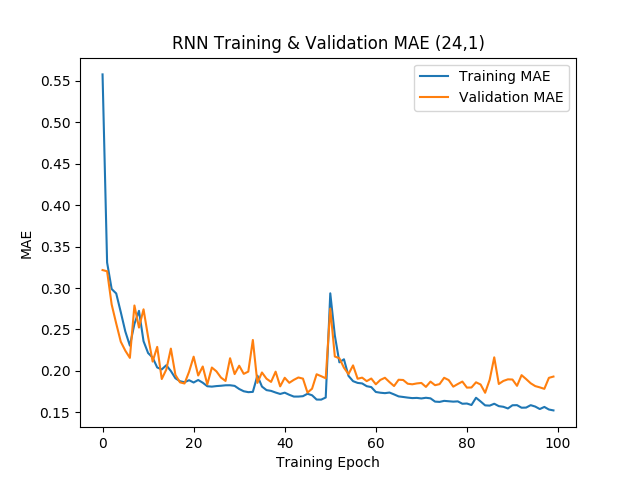 RNN Training & Validation MAE (24,1)
Training MAE
Validation MAE
0.55
0.50
0.45
0.40
0.35
0.30
0.25
0.20
0.15
MAE
0 20 40 60 80 100
Training Epoch